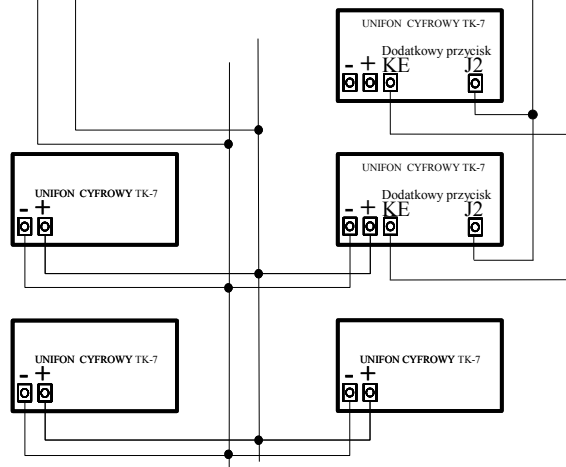 UNIFON CYFROWY TK-7
Dodatkowy przycisk
- + KE J2
UNIFON CYFROWY TK-7
- +
UNIFON CYFROWY TK-7
Dodatkowy przycisk
- + KE J2
UNIFON CYFROWY TK-7
- +
UNIFON CYFROWY TK-7
- +